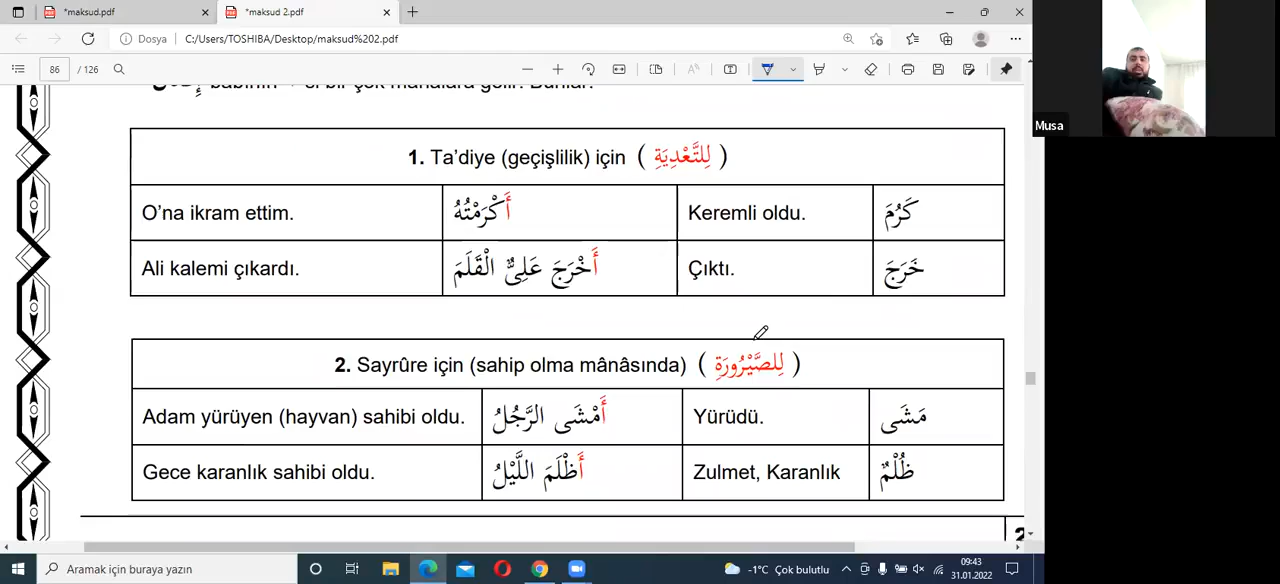 *maksud.pdf
*maksud 2.pdf
Dosya
C:/Users/TOSHIBA/Desktop/maksud%202.pdf
86 / 126
Musa
1. Ta'diye (geçişlilik) için ( لِلتَّعْدِيَةِ )
O'na ikram ettim. أَكْرَمْتُهُ Keremli oldu. كَرُمَ
Ali kalemi çıkardı. أَخْرَجَ عَلِىٌّ الْقَلَمَ Çıktı. خَرَجَ
2. Sayrûre için (sahip olma mânâsında) ( لِلصَّيْرُورَةِ )
Adam yürüyen (hayvan) sahibi oldu. أَمْشَى الرَّجُلُ Yürüdü. مَشَى
Gece karanlık sahibi oldu. أَظْلَمَ اللَّيْلُ Zulmet, Karanlık ظُلْمٌ
Aramak için buraya yazın
-1°C Çok bulutlu
09:43
31.01.2022